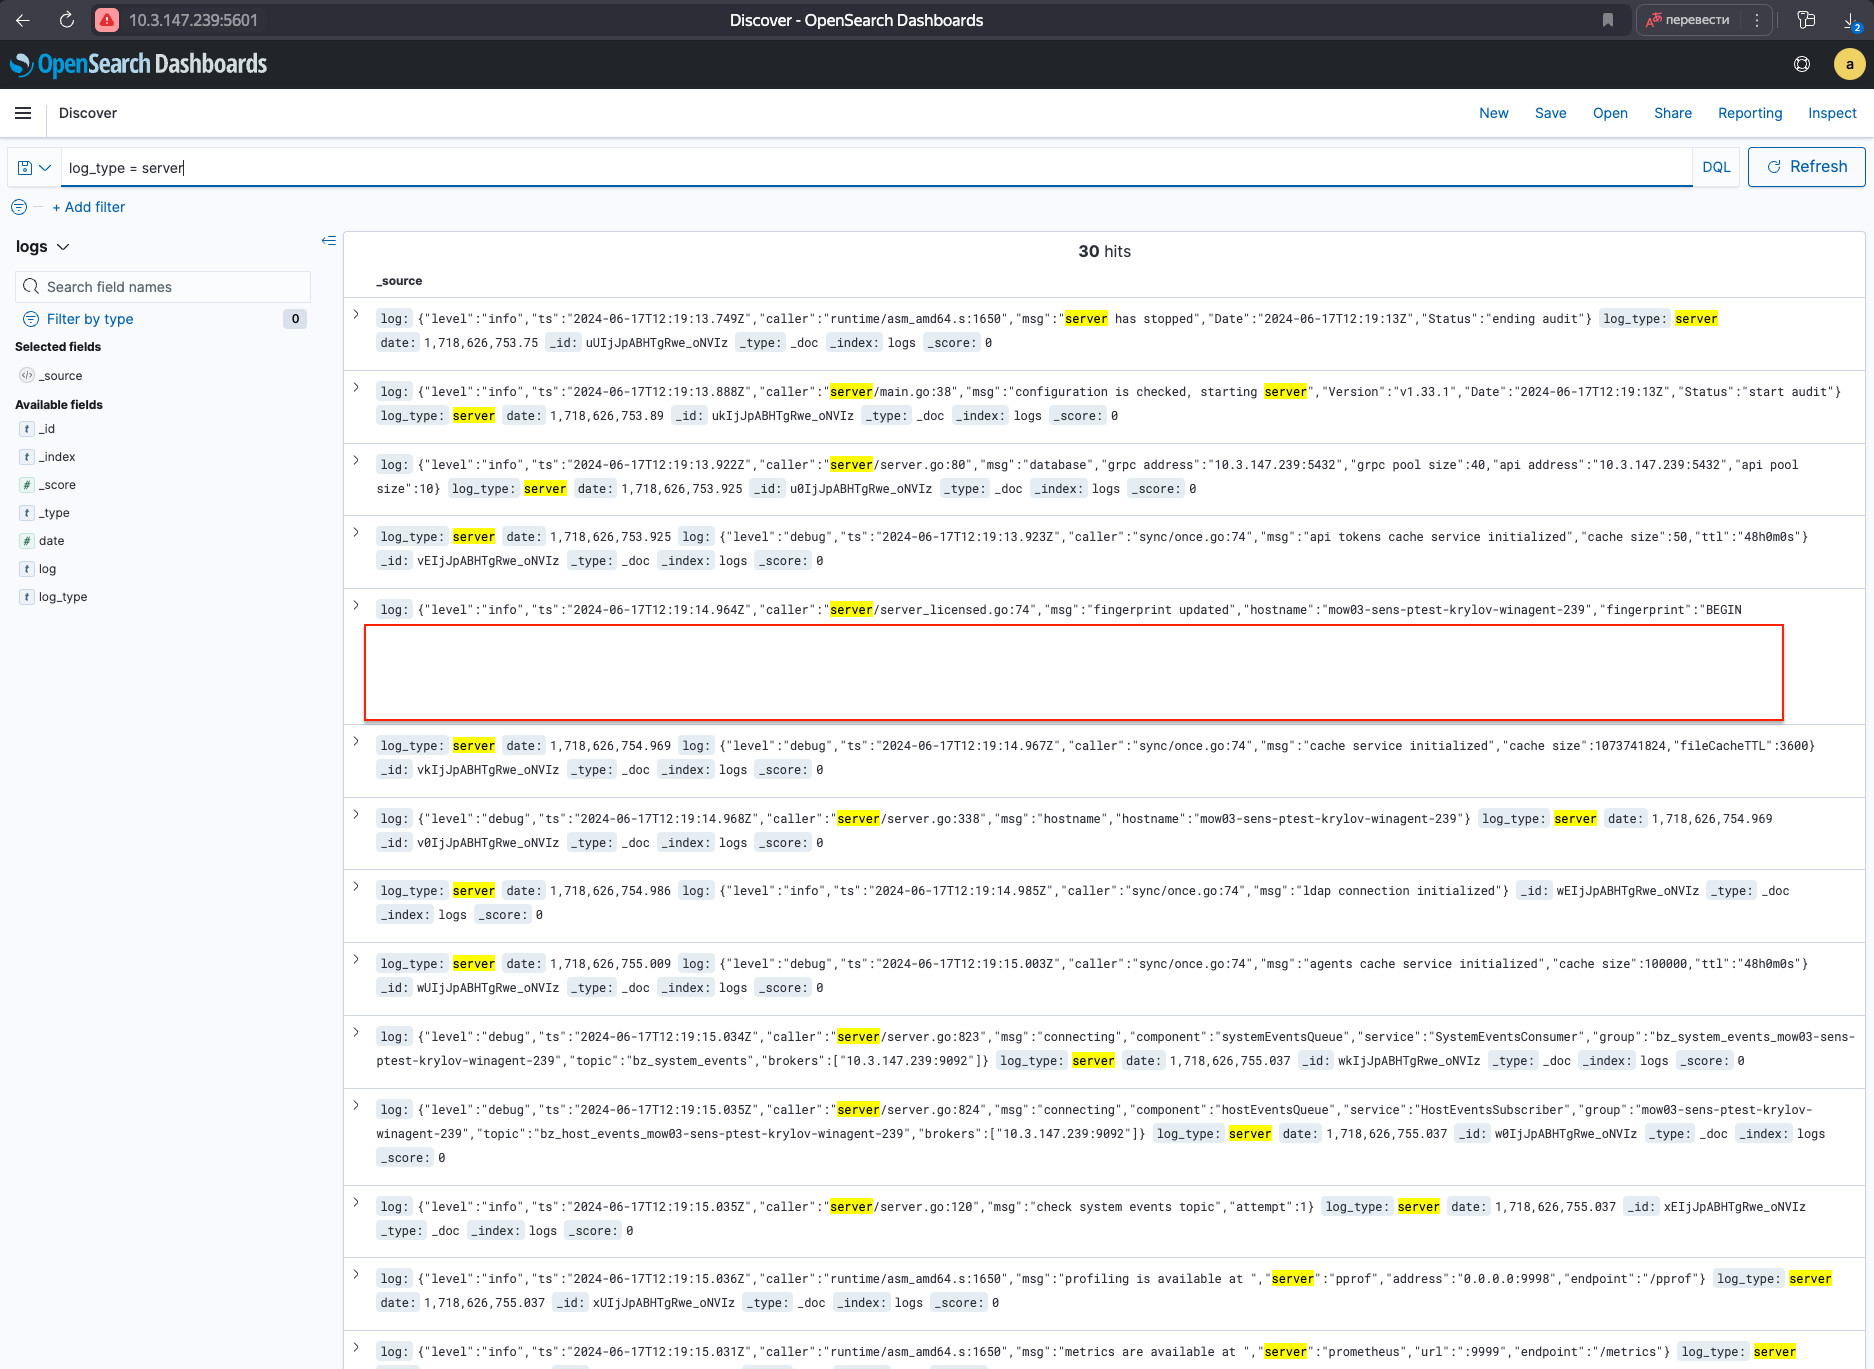 10.3.147.239:5601
Discover - OpenSearch Dashboards
перевести
2
OpenSearch Dashboards
a
Discover
New Save Open Share Reporting Inspect
log_type = server
DQL
Refresh
+ Add filter
logs
Search field names
Filter by type
0
Selected fields
_source
Available fields
t _id
t _index
# _score
t _type
# date
t log
t log_type
30 hits
_source
log: {"level":"info","ts":"2024-06-17T12:19:13.749Z","caller":"runtime/asm_amd64.s:1650","msg":"server has stopped","Date":"2024-06-17T12:19:13Z","Status":"ending audit"} log_type: server
date: 1,718,626,753.75 _id: uUIjJpABHTgRwe_oNVIz _type: _doc _index: logs _score: 0
log: {"level":"info","ts":"2024-06-17T12:19:13.888Z","caller":"server/main.go:38","msg":"configuration is checked, starting server","Version":"v1.33.1","Date":"2024-06-17T12:19:13Z","Status":"start audit"}
log_type: server date: 1,718,626,753.89 _id: ukIjJpABHTgRwe_oNVIz _type: _doc _index: logs _score: 0
log: {"level":"info","ts":"2024-06-17T12:19:13.922Z","caller":"server/server.go:80","msg":"database","grpc address":"10.3.147.239:5432","grpc pool size":40,"api address":"10.3.147.239:5432","api pool
size":10} log_type: server date: 1,718,626,753.925 _id: u0IjJpABHTgRwe_oNVIz _type: _doc _index: logs _score: 0
log_type: server date: 1,718,626,753.925 log: {"level":"debug","ts":"2024-06-17T12:19:13.923Z","caller":"sync/once.go:74","msg":"api tokens cache service initialized","cache size":50,"ttl":"48h0m0s"}
_id: vEIjJpABHTgRwe_oNVIz _type: _doc _index: logs _score: 0
log: {"level":"info","ts":"2024-06-17T12:19:14.964Z","caller":"server/server_licensed.go:74","msg":"fingerprint updated","hostname":"mow03-sens-ptest-krylov-winagent-239","fingerprint":"BEGIN
log_type: server date: 1,718,626,754.969 log: {"level":"debug","ts":"2024-06-17T12:19:14.967Z","caller":"sync/once.go:74","msg":"cache service initialized","cache size":1073741824,"fileCacheTTL":3600}
_id: vkIjJpABHTgRwe_oNVIz _type: _doc _index: logs _score: 0
log: {"level":"debug","ts":"2024-06-17T12:19:14.968Z","caller":"server/server.go:338","msg":"hostname","hostname":"mow03-sens-ptest-krylov-winagent-239"} log_type: server date: 1,718,626,754.969
_id: v0IjJpABHTgRwe_oNVIz _type: _doc _index: logs _score: 0
log_type: server date: 1,718,626,754.986 log: {"level":"info","ts":"2024-06-17T12:19:14.985Z","caller":"sync/once.go:74","msg":"ldap connection initialized"} _id: wEIjJpABHTgRwe_oNVIz _type: _doc
_index: logs _score: 0
log_type: server date: 1,718,626,755.009 log: {"level":"debug","ts":"2024-06-17T12:19:15.003Z","caller":"sync/once.go:74","msg":"agents cache service initialized","cache size":100000,"ttl":"48h0m0s"}
_id: wUIjJpABHTgRwe_oNVIz _type: _doc _index: logs _score: 0
log: {"level":"debug","ts":"2024-06-17T12:19:15.034Z","caller":"server/server.go:823","msg":"connecting","component":"systemEventsQueue","service":"SystemEventsConsumer","group":"bz_system_events_mow03-sens-
ptest-krylov-winagent-239","topic":"bz_system_events","brokers":["10.3.147.239:9092"]} log_type: server date: 1,718,626,755.037 _id: wkIjJpABHTgRwe_oNVIz _type: _doc _index: logs _score: 0
log: {"level":"debug","ts":"2024-06-17T12:19:15.035Z","caller":"server/server.go:824","msg":"connecting","component":"hostEventsQueue","service":"HostEventsSubscriber","group":"mow03-sens-ptest-krylov-
winagent-239","topic":"bz_host_events_mow03-sens-ptest-krylov-winagent-239","brokers":["10.3.147.239:9092"]} log_type: server date: 1,718,626,755.037 _id: w0IjJpABHTgRwe_oNVIz _type: _doc _index: logs
_score: 0
log: {"level":"info","ts":"2024-06-17T12:19:15.035Z","caller":"server/server.go:120","msg":"check system events topic","attempt":1} log_type: server date: 1,718,626,755.037 _id: xEIjJpABHTgRwe_oNVIz
_type: _doc _index: logs _score: 0
log: {"level":"info","ts":"2024-06-17T12:19:15.036Z","caller":"runtime/asm_amd64.s:1650","msg":"profiling is available at ","server":"pprof","address":"0.0.0.0:9998","endpoint":"/pprof"} log_type: server
date: 1,718,626,755.037 _id: xUIjJpABHTgRwe_oNVIz _type: _doc _index: logs _score: 0
log: {"level":"info","ts":"2024-06-17T12:19:15.031Z","caller":"runtime/asm_amd64.s:1650","msg":"metrics are available at ","server":"prometheus","url":":9999","endpoint":"/metrics"} log_type: server